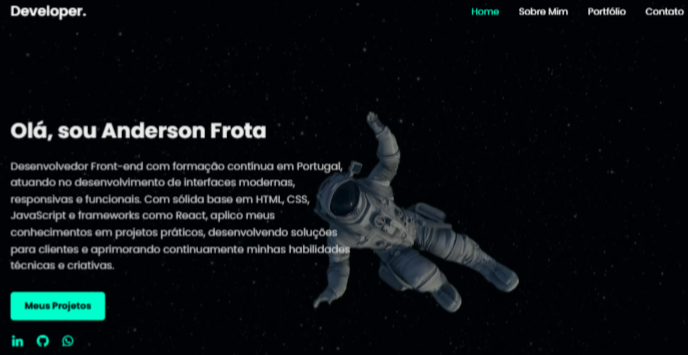 Developer.
Home Sobre Mim Portfólio Contato
Olá, sou Anderson Frota
Desenvolvedor Front-end com formação contínua em Portugal,
atuando no desenvolvimento de interfaces modernas,
responsivas e funcionais. Com sólida base em HTML, CSS,
JavaScript e frameworks como React, aplico meus
conhecimentos em projetos práticos, desenvolvendo soluções
para clientes e aprimorando continuamente minhas habilidades
técnicas e criativas.
Meus Projetos
in